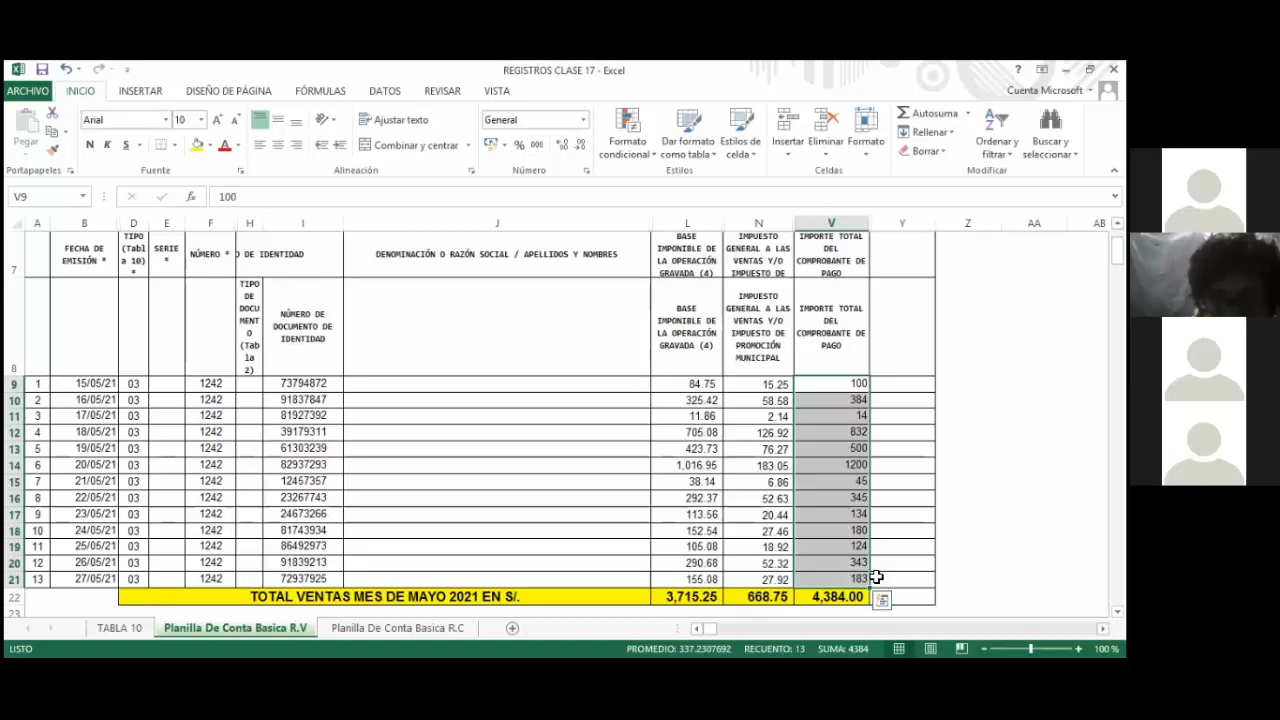 REGISTROS CLASE 17 - Excel
ARCHIVO INICIO INSERTAR DISEÑO DE PÁGINA FÓRMULAS DATOS REVISAR VISTA Cuenta Microsoft
Pegar
Arial 10
N K S
Ajustar texto
Combinar y centrar
General
% 000
Formato condicional
Dar formato como tabla
Estilos de celda
Insertar Eliminar Formato
Autosuma
Rellenar
Borrar
Ordenar y filtrar
Buscar y seleccionar
Portapapeles Fuente Alineación Número Estilos Celdas Modificar
V9 fx 100
A B D E F H I J L N V Y Z AA AB
7
FECHA DE EMISIÓN *
TIPO (Tabl a 10) *
SERIE *
NÚMERO *
O DE IDENTIDAD
DENOMINACIÓN O RAZÓN SOCIAL / APELLIDOS Y NOMBRES
BASE IMPONIBLE DE LA OPERACIÓN GRAVADA (4)
IMPUESTO GENERAL A LAS VENTAS Y/O IMPUESTO DE
IMPORTE TOTAL DEL COMPROBANTE DE PAGO
8
TIPO DE DOCU MENT O (Tab la 2)
NÚMERO DE DOCUMENTO DE IDENTIDAD
BASE IMPONIBLE DE LA OPERACIÓN GRAVADA (4)
IMPUESTO GENERAL A LAS VENTAS Y/O IMPUESTO DE PROMOCIÓN MUNICIPAL
IMPORTE TOTAL DEL COMPROBANTE DE PAGO
9 1 15/05/21 03 1242 73794872 84.75 15.25 100
10 2 16/05/21 03 1242 91837847 325.42 58.58 384
11 3 17/05/21 03 1242 81927392 11.86 2.14 14
12 4 18/05/21 03 1242 39179311 705.08 126.92 832
13 5 19/05/21 03 1242 61303239 423.73 76.27 500
14 6 20/05/21 03 1242 82937293 1,016.95 183.05 1200
15 7 21/05/21 03 1242 12457357 38.14 6.86 45
16 8 22/05/21 03 1242 23267743 292.37 52.63 345
17 9 23/05/21 03 1242 24673266 113.56 20.44 134
18 10 24/05/21 03 1242 81743934 152.54 27.46 180
19 11 25/05/21 03 1242 86492973 105.08 18.92 124
20 12 26/05/21 03 1242 91839213 290.68 52.32 343
21 13 27/05/21 03 1242 72937925 155.08 27.92 183
22 TOTAL VENTAS MES DE MAYO 2021 EN S/. 3,715.25 668.75 4,384.00
23
TABLA 10 Planilla De Conta Basica R.V Planilla De Conta Basica R.C
LISTO PROMEDIO: 337.2307692 RECUENTO: 13 SUMA: 4384 100 %